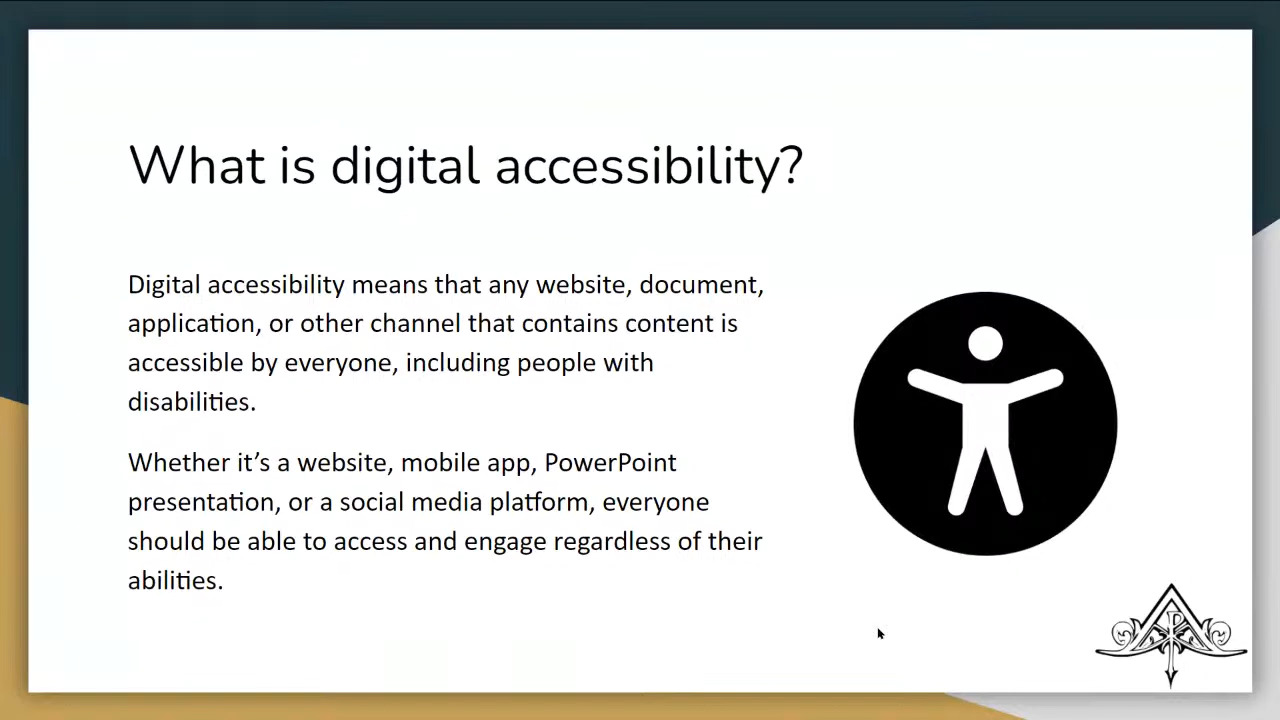 What is digital accessibility?
Digital accessibility means that any website, document,
application, or other channel that contains content is
accessible by everyone, including people with
disabilities.
Whether it’s a website, mobile app, PowerPoint
presentation, or a social media platform, everyone
should be able to access and engage regardless of their
abilities.